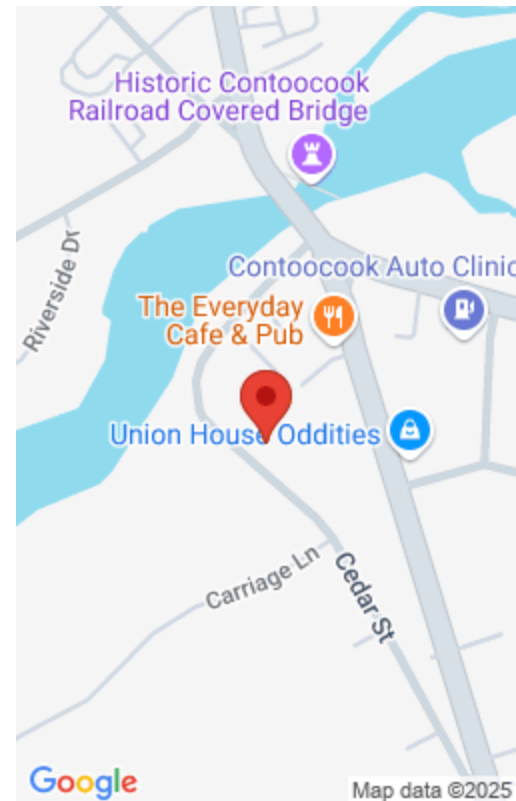 Historic Contoocook
Railroad Covered Bridge
Riverside Dr
Contoocook Auto Clinic
The Everyday
Cafe & Pub
Union House Oddities
Carriage Ln
Cedar St
Google
Map data ©2025